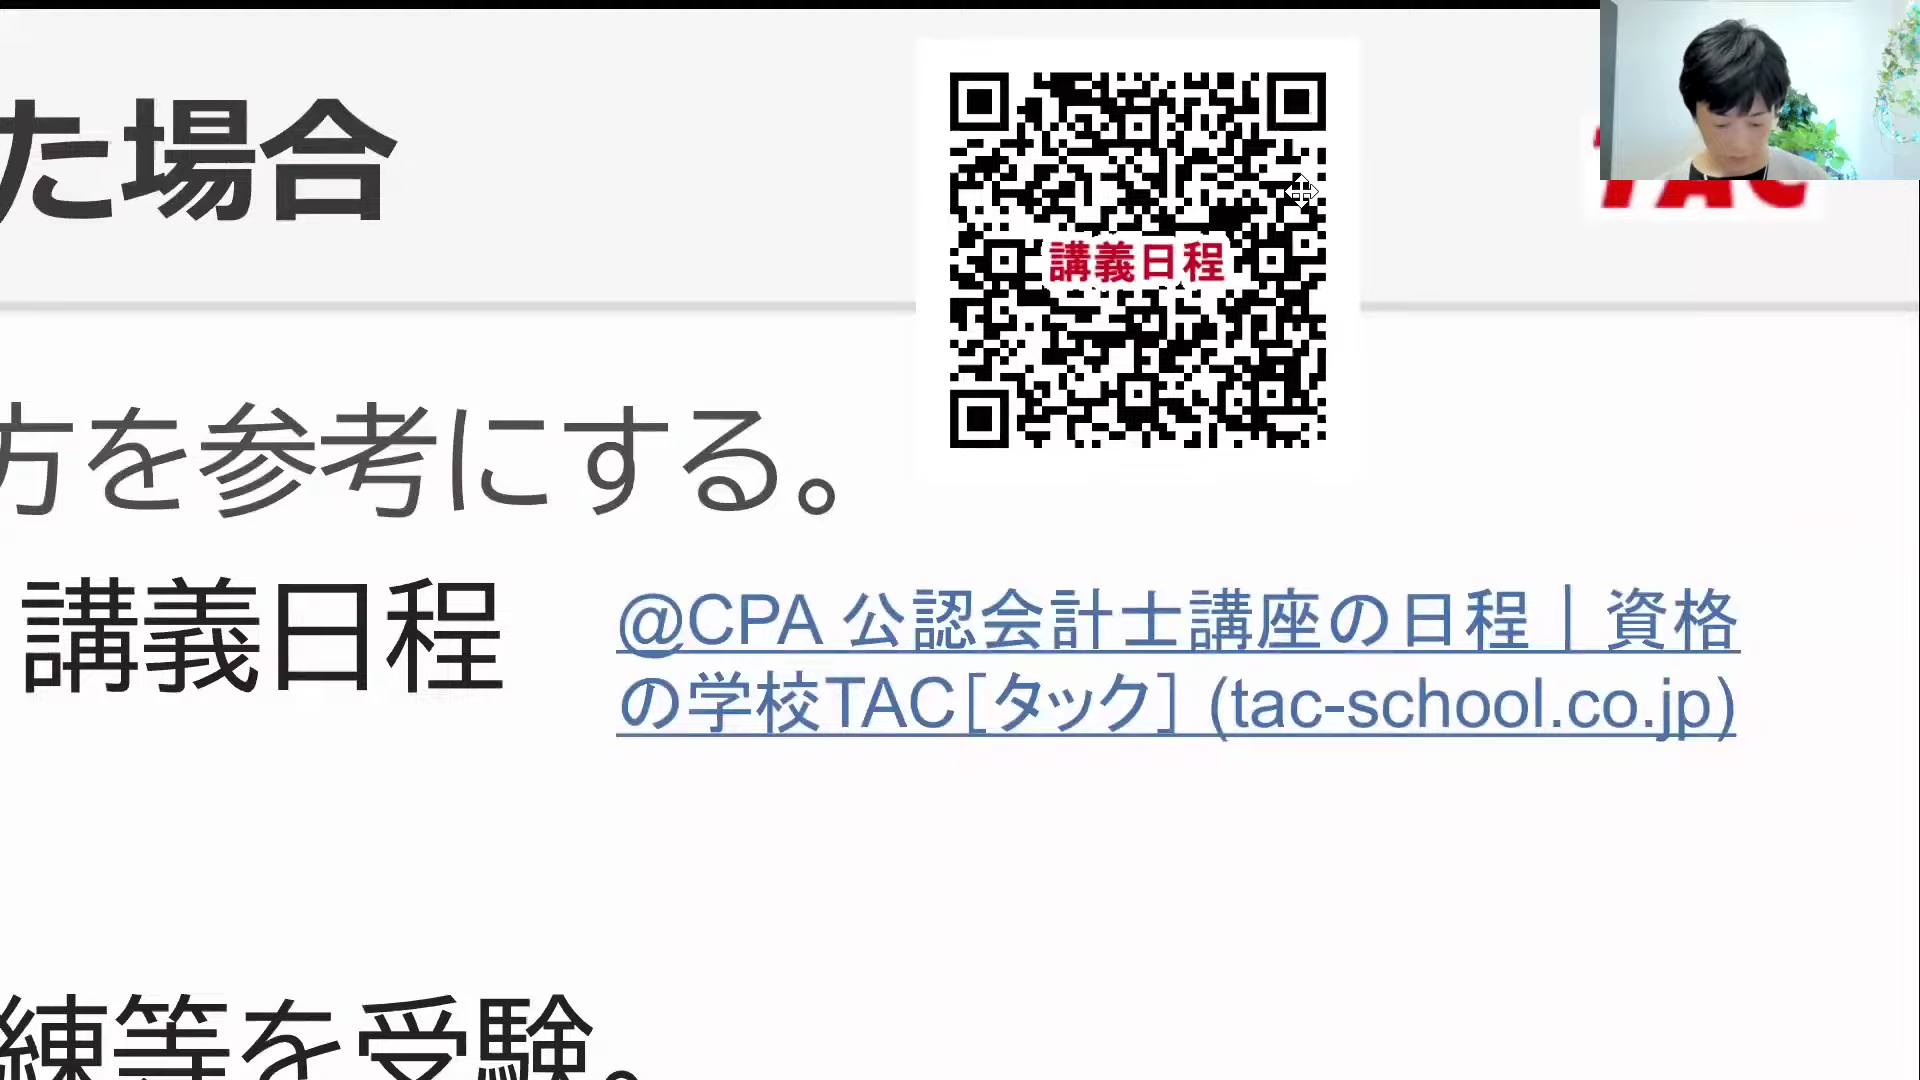 た場合
TAC
講義日程
方を参考にする。
講義日程
@CPA 公認会計士講座の日程｜資格
の学校TAC[タック] (tac-school.co.jp)
練等を受験。